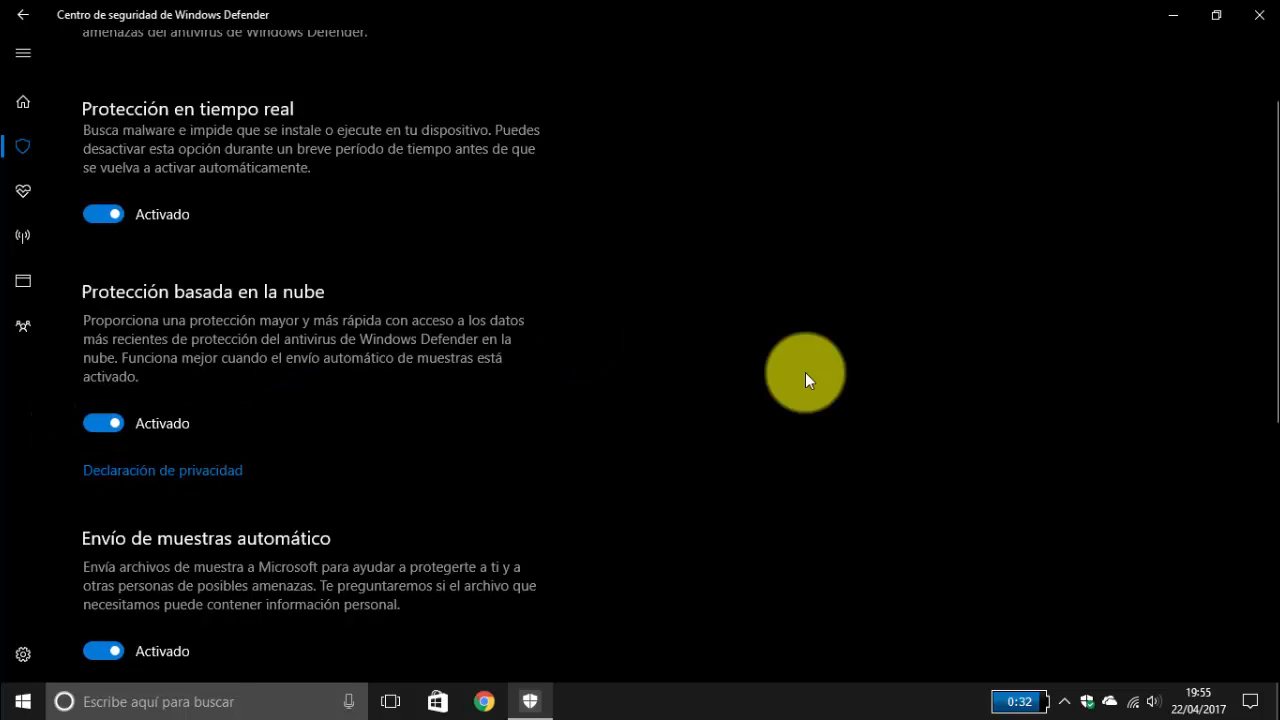 Centro de seguridad de Windows Defender
amenazas del antivirus de Windows Defender.
Protección en tiempo real
Busca malware e impide que se instale o ejecute en tu dispositivo. Puedes
desactivar esta opción durante un breve período de tiempo antes de que
se vuelva a activar automáticamente.
Activado
Protección basada en la nube
Proporciona una protección mayor y más rápida con acceso a los datos
más recientes de protección del antivirus de Windows Defender en la
nube. Funciona mejor cuando el envío automático de muestras está
activado.
Activado
Declaración de privacidad
Envío de muestras automático
Envía archivos de muestra a Microsoft para ayudar a protegerte a ti y a
otras personas de posibles amenazas. Te preguntaremos si el archivo que
necesitamos puede contener información personal.
Activado
Escribe aquí para buscar
0:32
19:55
22/04/2017